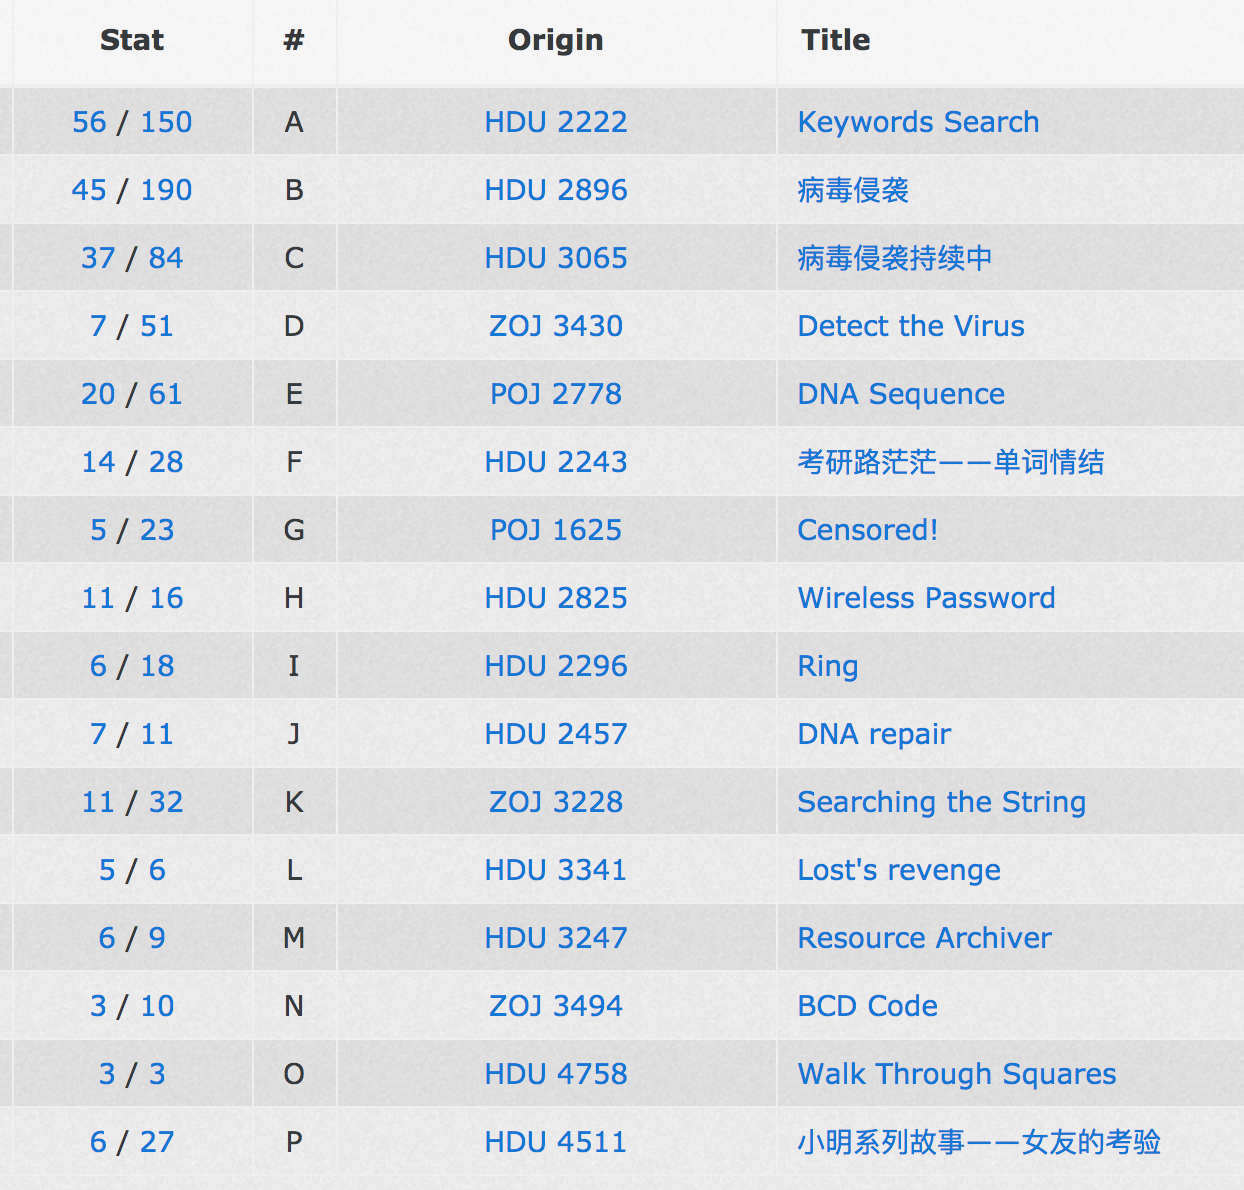 Stat # Origin Title
56 / 150 A HDU 2222 Keywords Search
45 / 190 B HDU 2896 病毒侵袭
37 / 84 C HDU 3065 病毒侵袭持续中
7 / 51 D ZOJ 3430 Detect the Virus
20 / 61 E POJ 2778 DNA Sequence
14 / 28 F HDU 2243 考研路茫茫——单词情结
5 / 23 G POJ 1625 Censored!
11 / 16 H HDU 2825 Wireless Password
6 / 18 I HDU 2296 Ring
7 / 11 J HDU 2457 DNA repair
11 / 32 K ZOJ 3228 Searching the String
5 / 6 L HDU 3341 Lost's revenge
6 / 9 M HDU 3247 Resource Archiver
3 / 10 N ZOJ 3494 BCD Code
3 / 3 O HDU 4758 Walk Through Squares
6 / 27 P HDU 4511 小明系列故事——女友的考验